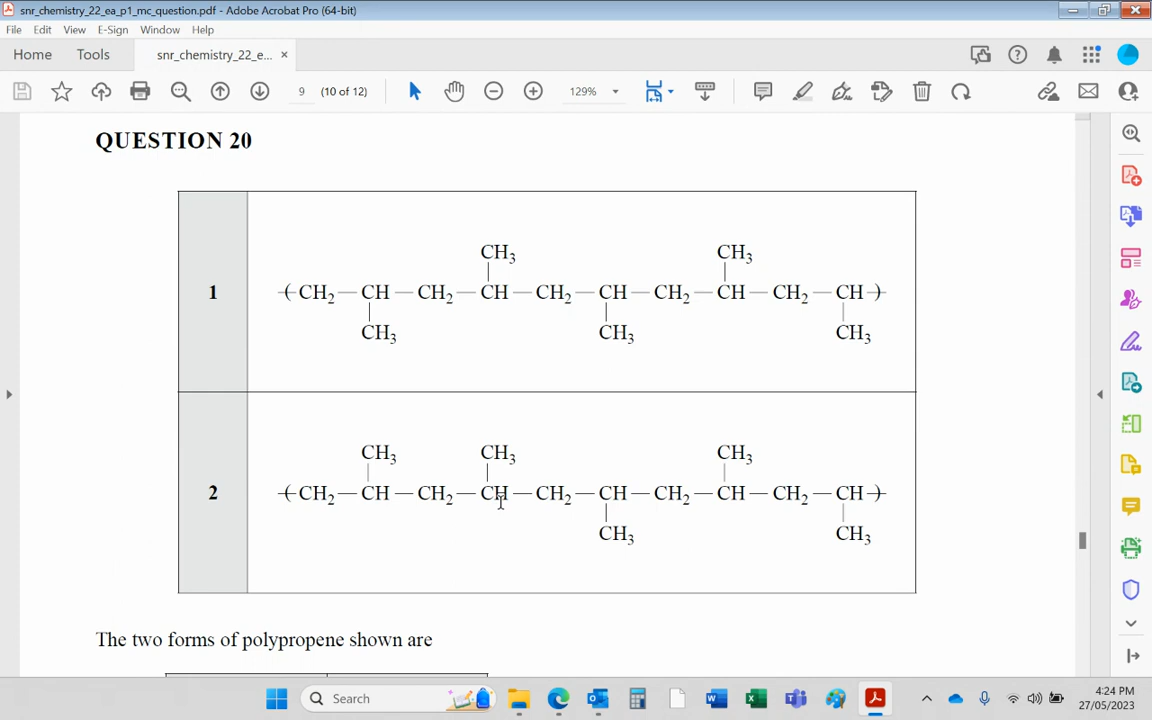 snr_chemistry_22_ea_p1_mc_question.pdf - Adobe Acrobat Pro (64-bit)
File Edit View E-Sign Window Help
Home Tools snr_chemistry_22_e... ×
9 (10 of 12) 129%
QUESTION 20
CH3 CH3
1 ( CH2 — CH — CH2 — CH — CH2 — CH — CH2 — CH — CH2 — CH )
CH3 CH3 CH3
CH3 CH3 CH3
2 ( CH2 — CH — CH2 — CH — CH2 — CH — CH2 — CH — CH2 — CH )
CH3 CH3
The two forms of polypropene shown are
Search
4:24 PM
27/05/2023